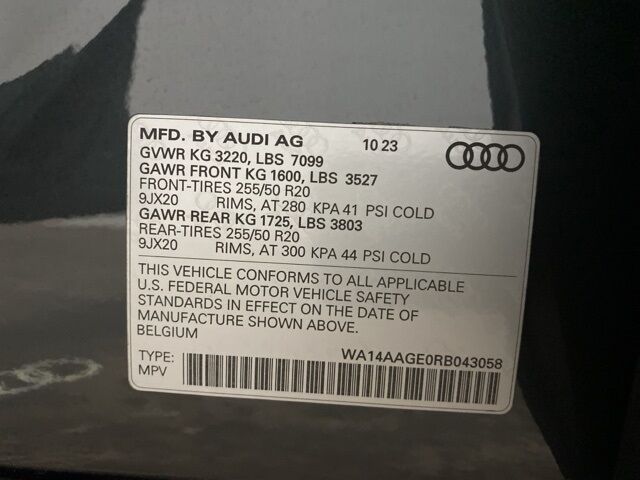 MFD. BY AUDI AG 10 23
GVWR KG 3220, LBS 7099
GAWR FRONT KG 1600, LBS 3527
FRONT-TIRES 255/50 R20
9JX20 RIMS, AT 280 KPA 41 PSI COLD
GAWR REAR KG 1725, LBS 3803
REAR-TIRES 255/50 R20
9JX20 RIMS, AT 300 KPA 44 PSI COLD
THIS VEHICLE CONFORMS TO ALL APPLICABLE
U.S. FEDERAL MOTOR VEHICLE SAFETY
STANDARDS IN EFFECT ON THE DATE OF
MANUFACTURE SHOWN ABOVE.
BELGIUM
TYPE: WA14AAGE0RB043058
MPV